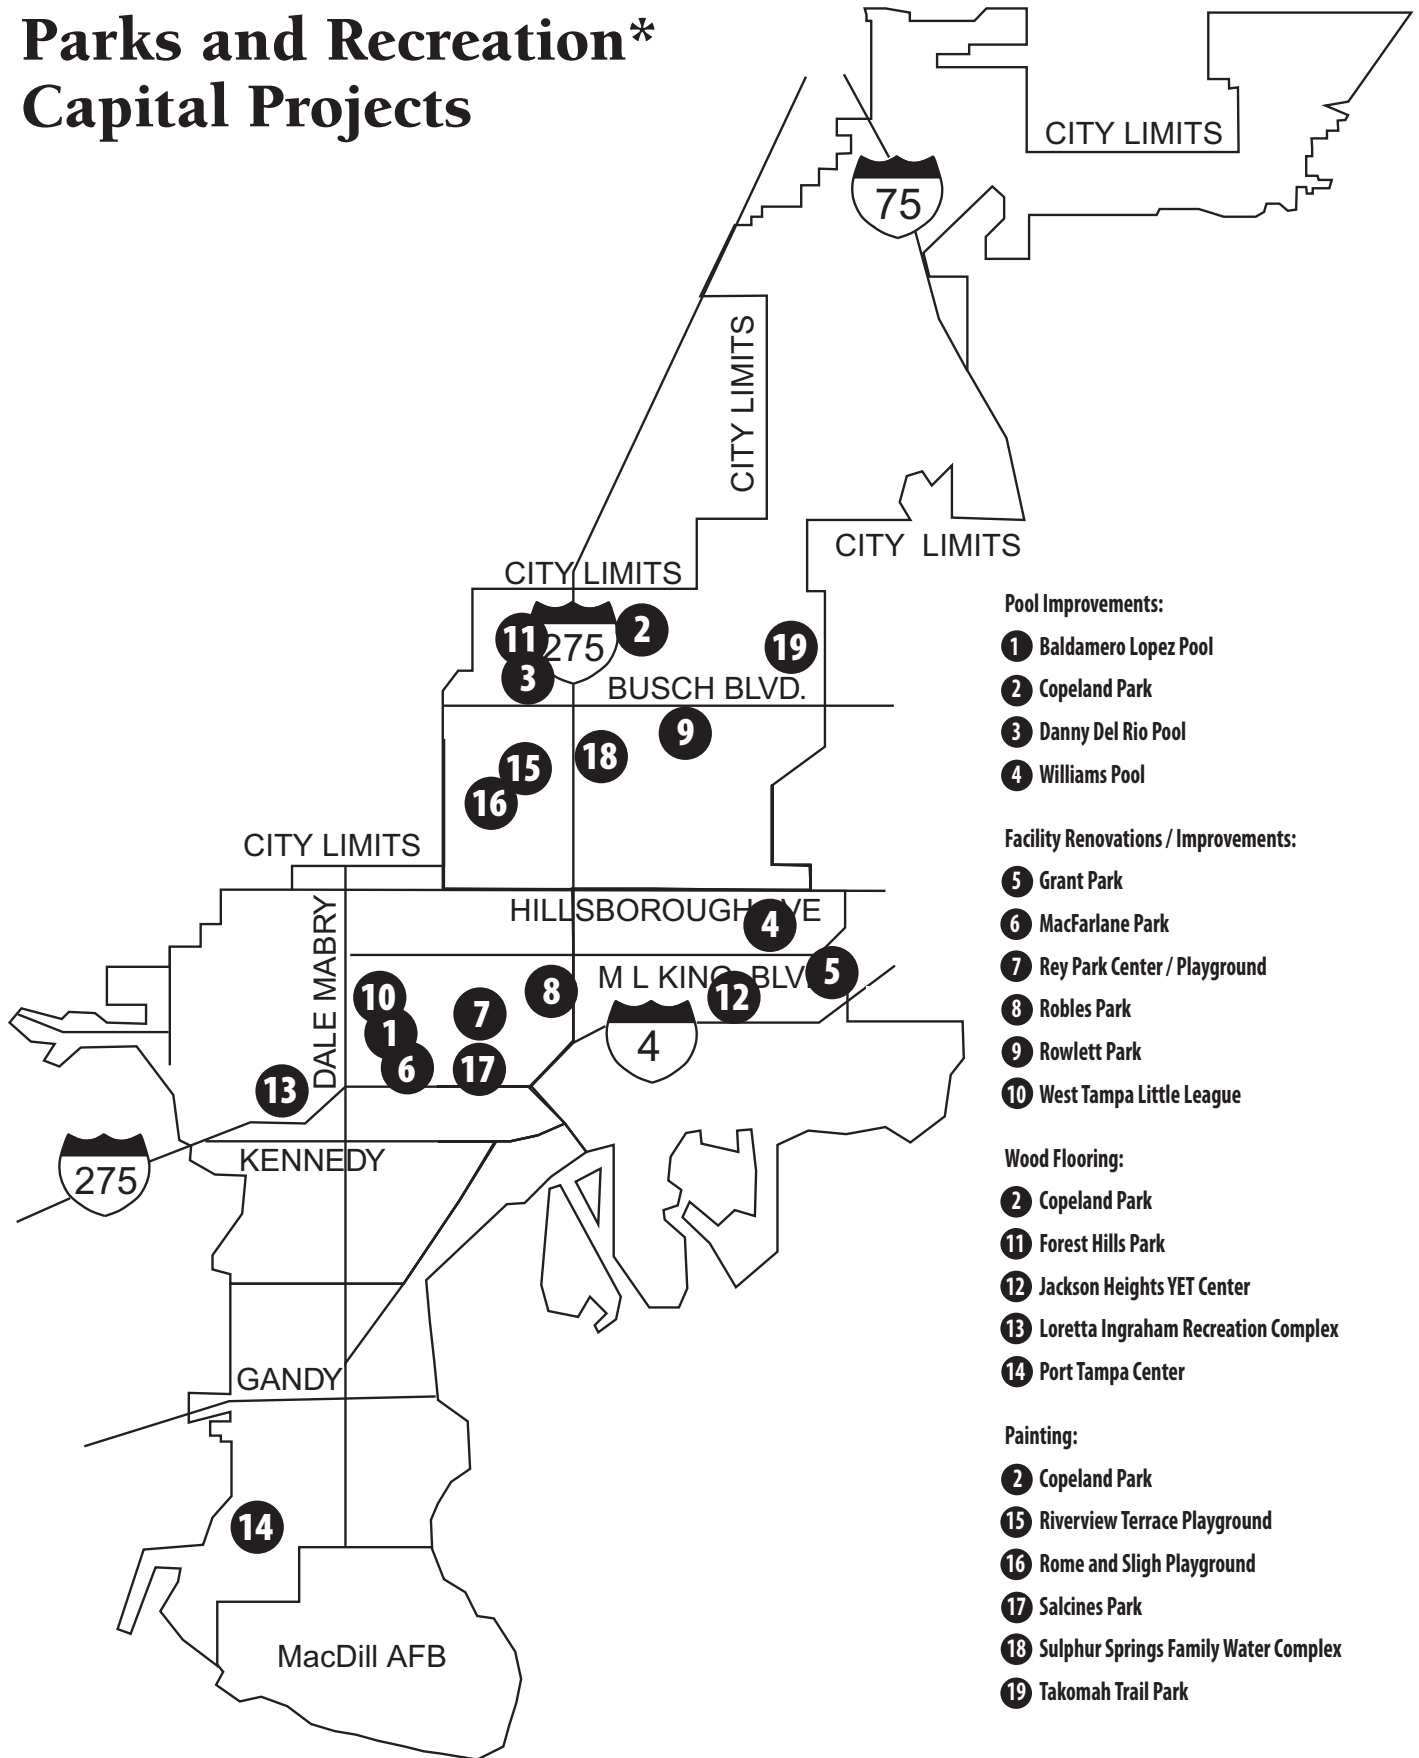 Parks and Recreation*
Capital Projects
CITY LIMITS
75
CITY LIMITS
CITY LIMITS
CITY LIMITS
11
275
2
19
3
BUSCH BLVD.
9
18
15
16
CITY LIMITS
DALE MABRY
HILLSBOROUGH VE
4
M L KING BLV
5
10
8
12
7
1
4
6
17
13
275
KENNEDY
GANDY
14
MacDill AFB
Pool Improvements:
1 Baldamero Lopez Pool
2 Copeland Park
3 Danny Del Rio Pool
4 Williams Pool
Facility Renovations / Improvements:
5 Grant Park
6 MacFarlane Park
7 Rey Park Center / Playground
8 Robles Park
9 Rowlett Park
10 West Tampa Little League
Wood Flooring:
2 Copeland Park
11 Forest Hills Park
12 Jackson Heights YET Center
13 Loretta Ingraham Recreation Complex
14 Port Tampa Center
Painting:
2 Copeland Park
15 Riverview Terrace Playground
16 Rome and Sligh Playground
17 Salcines Park
18 Sulphur Springs Family Water Complex
19 Takomah Trail Park